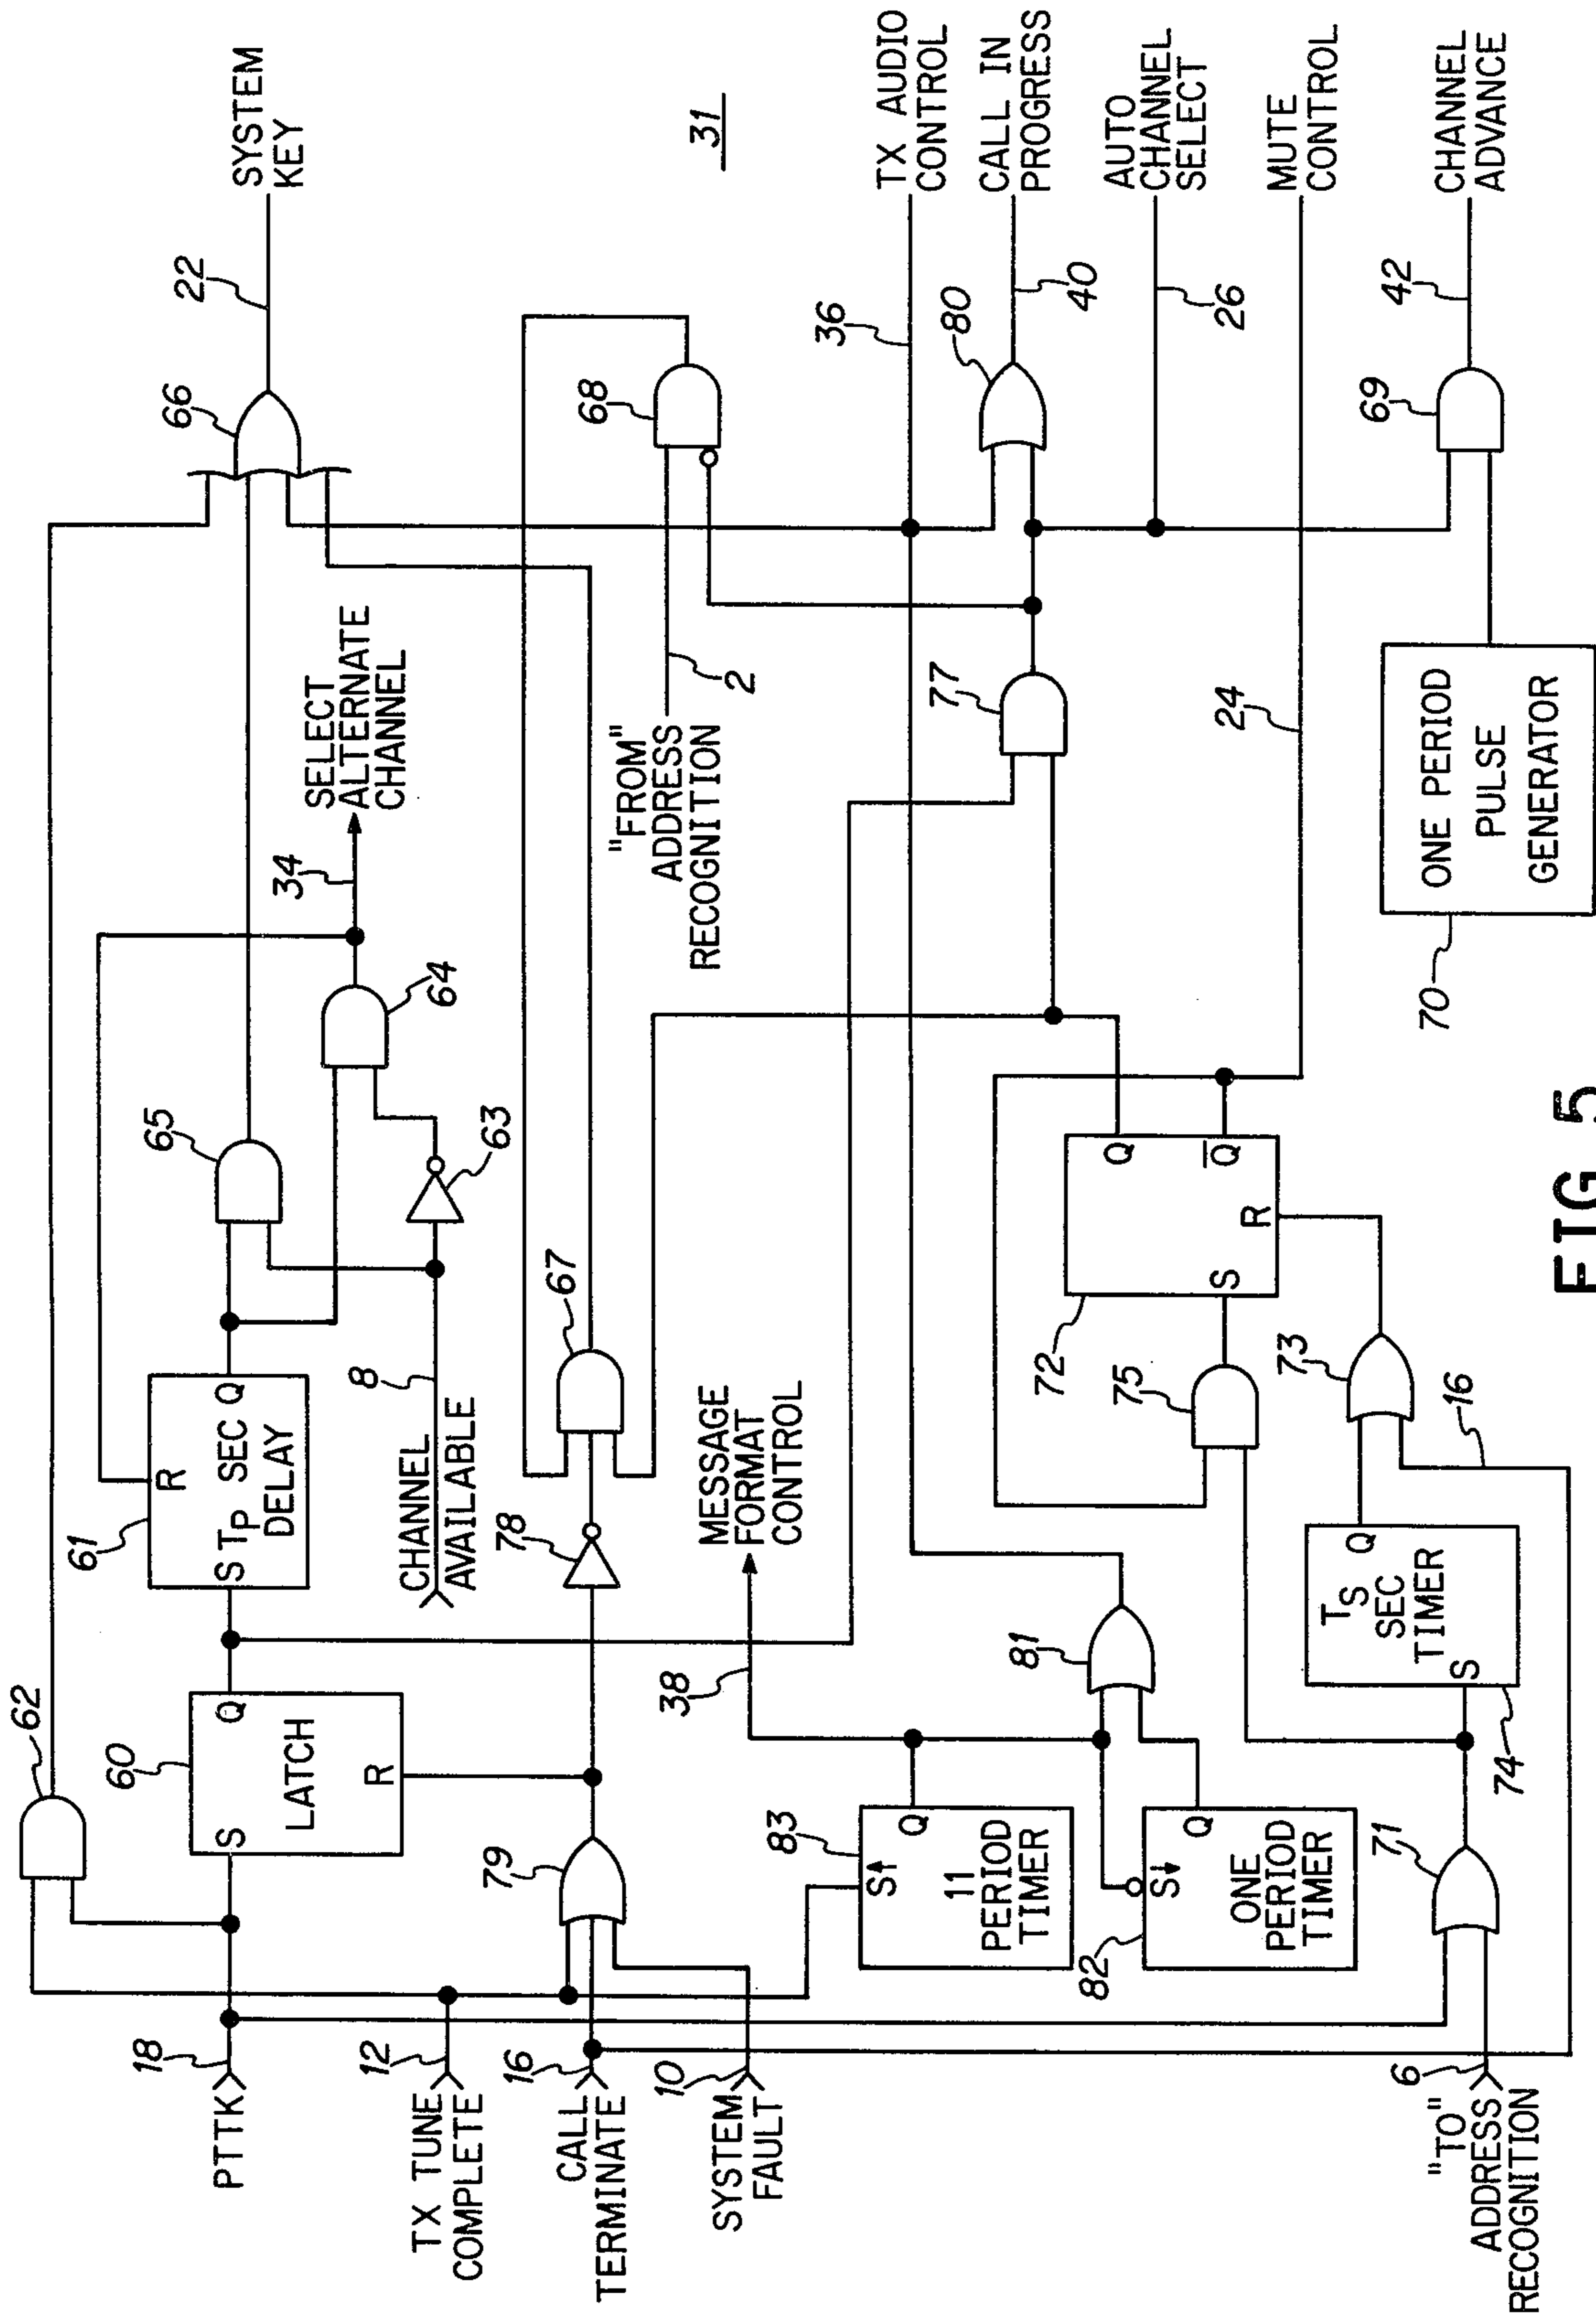 PTTK
18
TX TUNE
COMPLETE
12
CALL
TERMINATE
16
SYSTEM
FAULT
10
"TO"
ADDRESS
RECOGNITION
6
62
60
S
Q
LATCH
R
79
83
S
Q
11
PERIOD
TIMER
82
S
Q
ONE
PERIOD
TIMER
71
61
R
S TP SEC Q
DELAY
CHANNEL
AVAILABLE
8
78
67
38
MESSAGE
FORMAT
CONTROL
81
74
TS
SEC
TIMER
S
Q
73
16
75
72
S
R
Q
Q
65
63
64
34
SELECT
ALTERNATE
CHANNEL
"FROM"
ADDRESS
RECOGNITION
2
77
24
70
ONE PERIOD
PULSE
GENERATOR
66
68
80
69
22
SYSTEM
KEY
31
36
TX AUDIO
CONTROL
40
CALL IN
PROGRESS
26
AUTO
CHANNEL
SELECT
MUTE
CONTROL
42
CHANNEL
ADVANCE
FIG 5